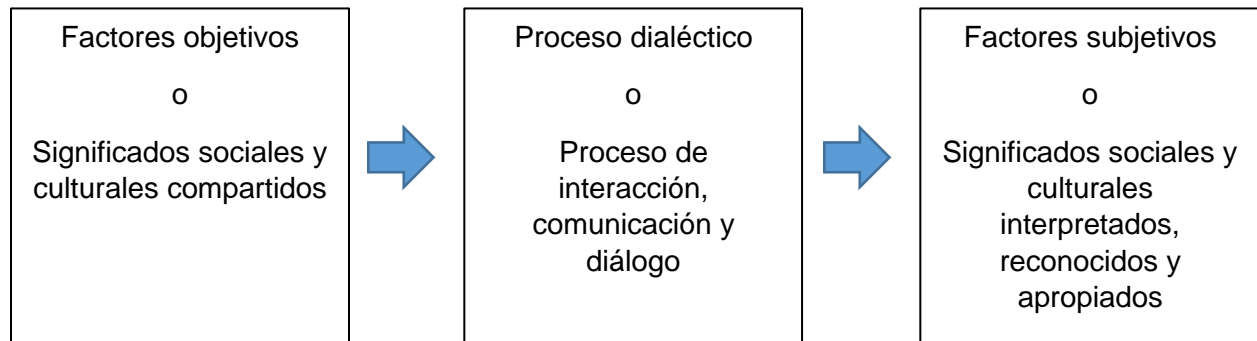 Factores objetivos
o
Significados sociales y
culturales compartidos
Proceso dialéctico
o
Proceso de
interacción,
comunicación y
diálogo
Factores subjetivos
o
Significados sociales y
culturales
interpretados,
reconocidos y
apropiados